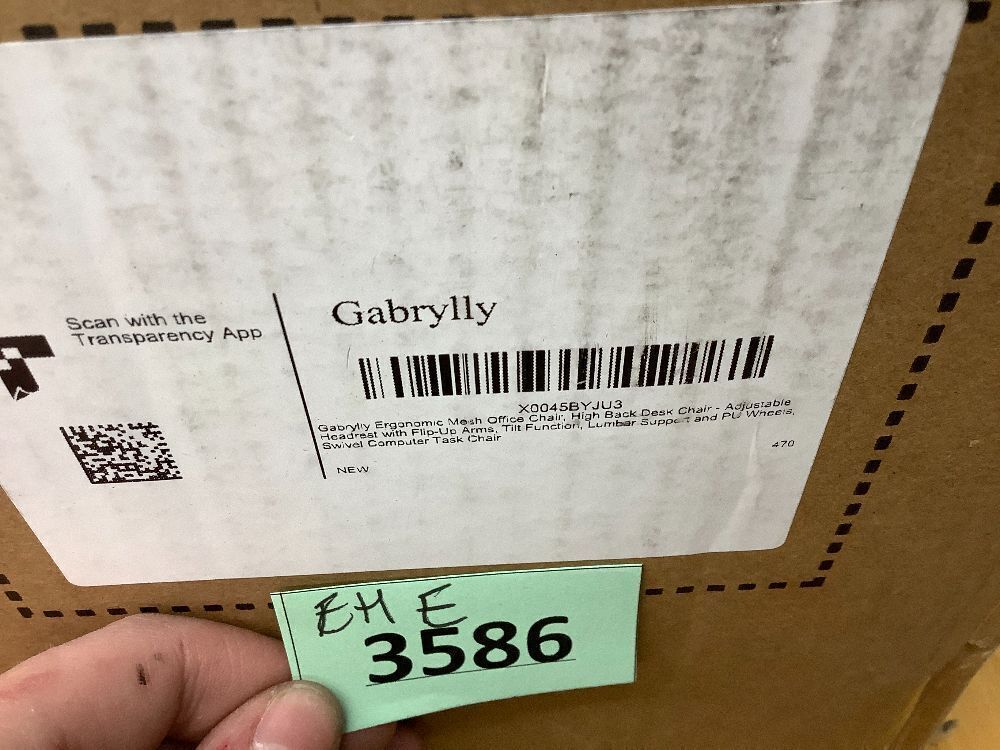 Scan with the
Transparency App
Gabrylly
X0045BYJU3
Gabrylly Ergonomic Mesh Office Chair, High Back Desk Chair - Adjustable
Headrest with Flip-Up Arms, Tilt Function, Lumbar Support and PU Wheels,
Swivel Computer Task Chair
470
NEW
EH E
3586